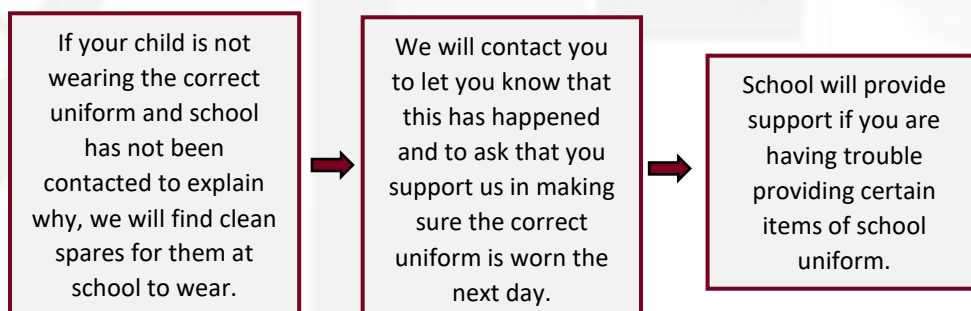 If your child is not
wearing the correct
uniform and school
has not been
contacted to explain
why, we will find clean
spares for them at
school to wear.
We will contact you
to let you know that
this has happened
and to ask that you
support us in making
sure the correct
uniform is worn the
next day.
School will provide
support if you are
having trouble
providing certain
items of school
uniform.